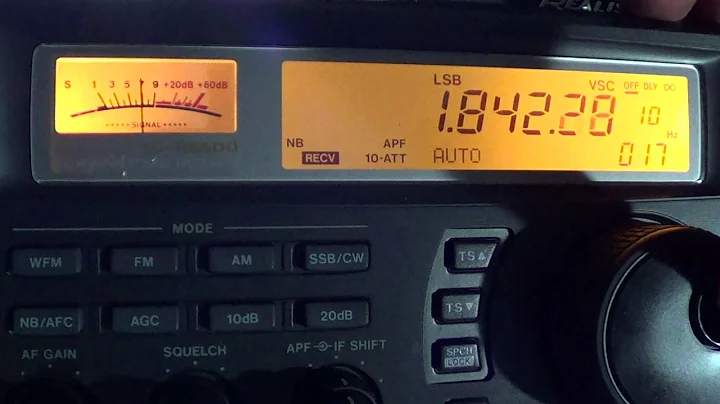 REALIS
S 1 3 5 7 9 +20dB +60dB
SIGNAL
LSB
VSC OFF DLY ∞
1.842.28
10
Hz
NB
APF
RECV
10-ATT
AUTO
017
MODE
WFM FM AM SSB/CW
TS▲
NB/AFC AGC 10dB 20dB
TS▼
AF GAIN SQUELCH APF IF SHIFT
SPCH
LOCK